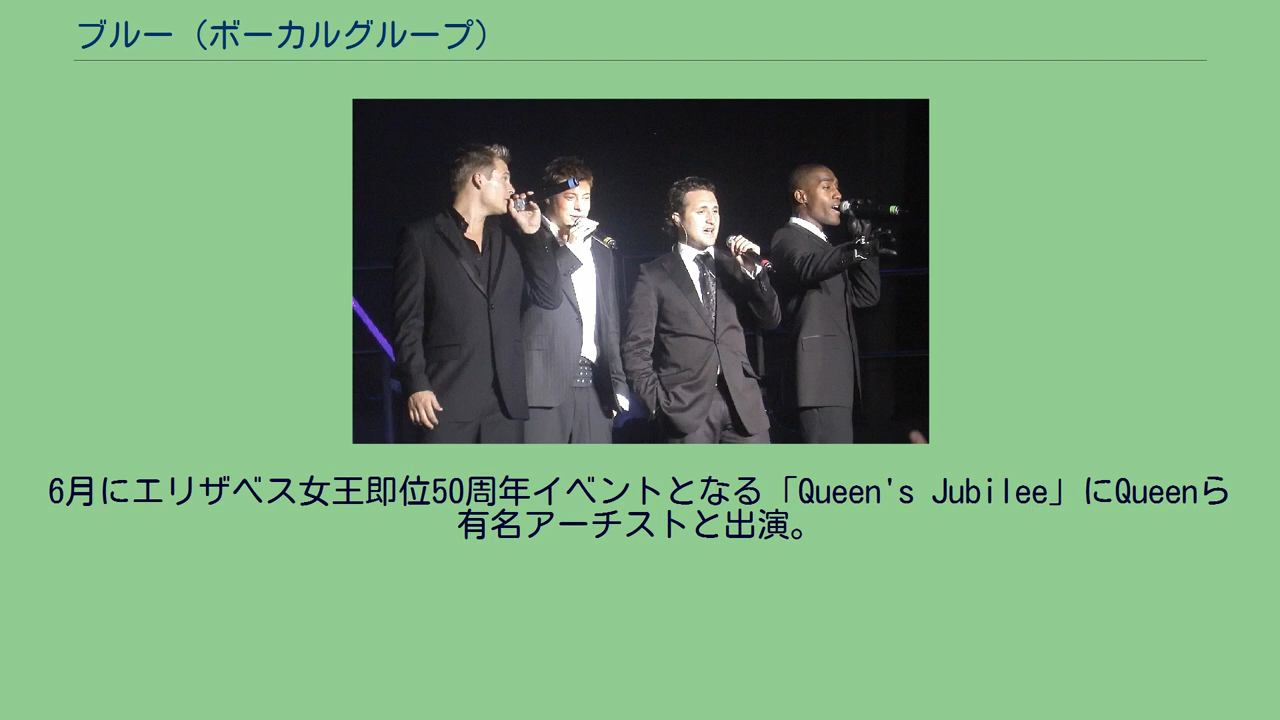 ブルー（ボーカルグループ）
6月にエリザベス女王即位50周年イベントとなる「Queen's Jubilee」にQueenら
有名アーチストと出演。